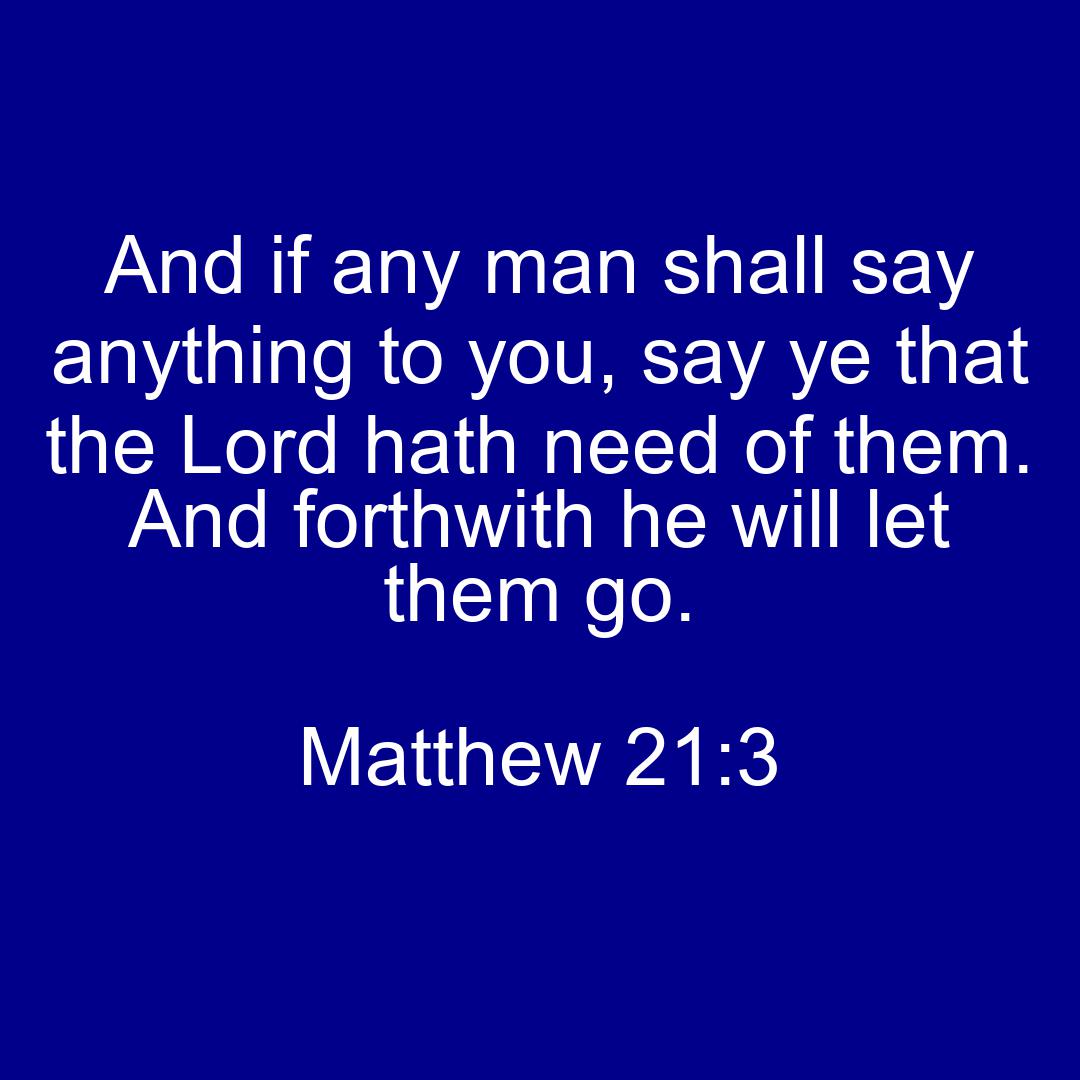 And if any man shall say
anything to you, say ye that
the Lord hath need of them.
And forthwith he will let
them go.
Matthew 21:3